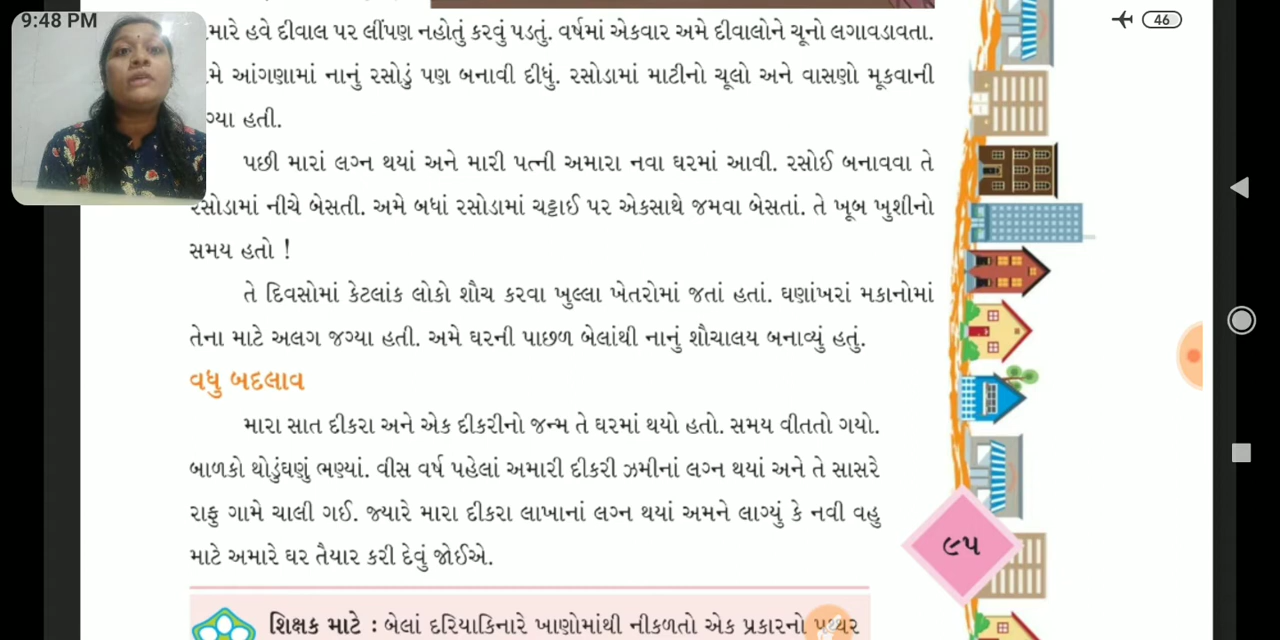 9:48 PM
46
મારે હવે દીવાલ પર લીંપણ નહોતું કરવું પડતું. વર્ષમાં એકવાર અમે દીવાલોને ચૂનો લગાવડાવતા.
મે આંગણામાં નાનું રસોડું પણ બનાવી દીધું. રસોડામાં માટીનો ચૂલો અને વાસણો મૂકવાની
ગ્યા હતી.
પછી મારાં લગ્ન થયાં અને મારી પત્ની અમારા નવા ઘરમાં આવી. રસોઈ બનાવવા તે
રસોડામાં નીચે બેસતી. અમે બધાં રસોડામાં ચટ્ટાઈ પર એકસાથે જમવા બેસતાં. તે ખૂબ ખુશીનો
સમય હતો !
તે દિવસોમાં કેટલાંક લોકો શૌચ કરવા ખુલ્લા ખેતરોમાં જતાં હતાં. ઘણાંખરાં મકાનોમાં
તેના માટે અલગ જગ્યા હતી. અમે ઘરની પાછળ બેલાંથી નાનું શૌચાલય બનાવ્યું હતું.
વધુ બદલાવ
મારા સાત દીકરા અને એક દીકરીનો જન્મ તે ઘરમાં થયો હતો. સમય વીતતો ગયો.
બાળકો થોડુંઘણું ભણ્યાં. વીસ વર્ષ પહેલાં અમારી દીકરી ઝમીનાં લગ્ન થયાં અને તે સાસરે
રાફુ ગામે ચાલી ગઈ. જ્યારે મારા દીકરા લાખાનાં લગ્ન થયાં અમને લાગ્યું કે નવી વહુ
માટે અમારે ઘર તૈયાર કરી દેવું જોઈએ.
૯૫
શિક્ષક માટે : બેલાં દરિયાકિનારે ખાણોમાંથી નીકળતો એક પ્રકારનો પથ્થર